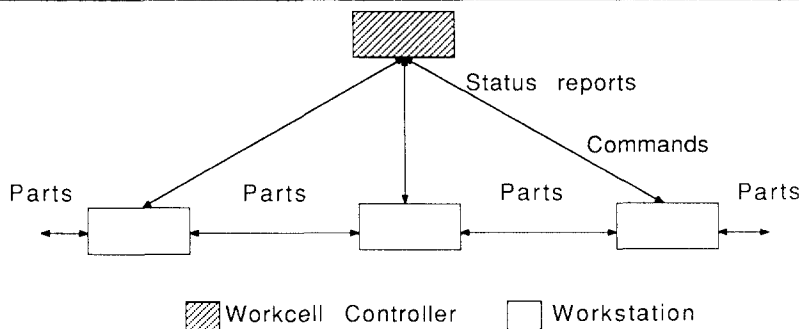 Status reports
Commands
Parts
Parts
Parts
Parts
Workcell Controller
Workstation